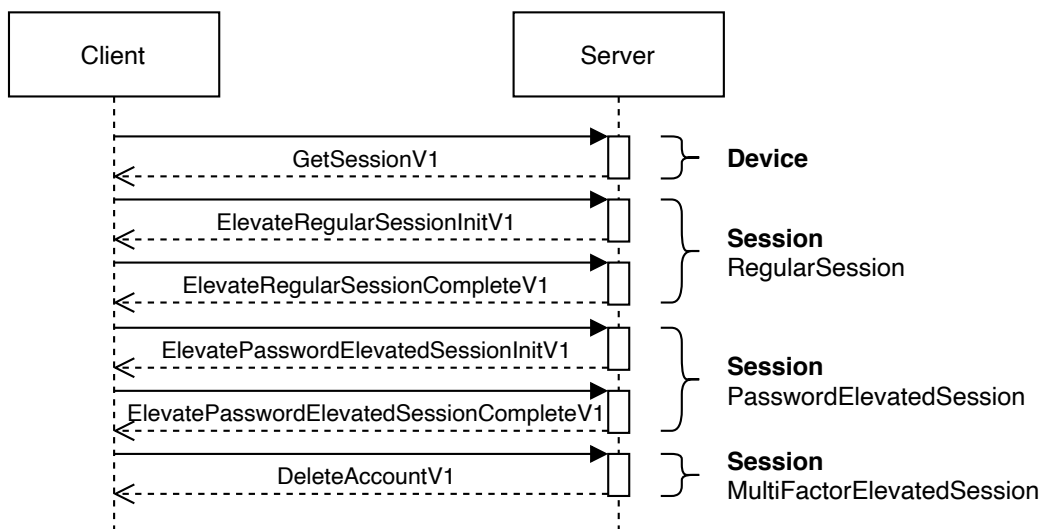 Client
Server
GetSessionV1
Device
ElevateRegularSessionInitV1
Session
RegularSession
ElevateRegularSessionCompleteV1
ElevatePasswordElevatedSessionInitV1
Session
PasswordElevatedSession
ElevatePasswordElevatedSessionCompleteV1
DeleteAccountV1
Session
MultiFactorElevatedSession